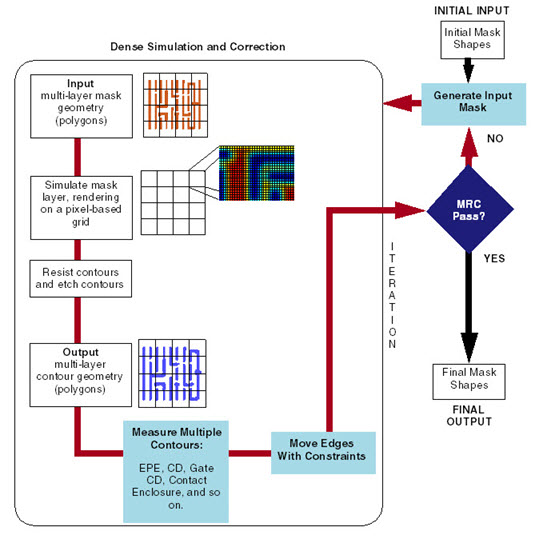 INITIAL INPUT
Initial Mask
Shapes
Dense Simulation and Correction
Generate Input
Mask
Input
multi-layer mask
geometry
(polygons)
NO
Simulate mask
layer, rendering
on a pixel-based
grid
MRC
Pass?
YES
ITERATION
Resist contours
and etch contours
Output
multi-layer
contour geometry
(polygons)
Final Mask
Shapes
FINAL
OUTPUT
Measure Multiple
Contours:
EPE, CD, Gate
CD, Contact
Enclosure, and so
on.
Move Edges
With Constraints